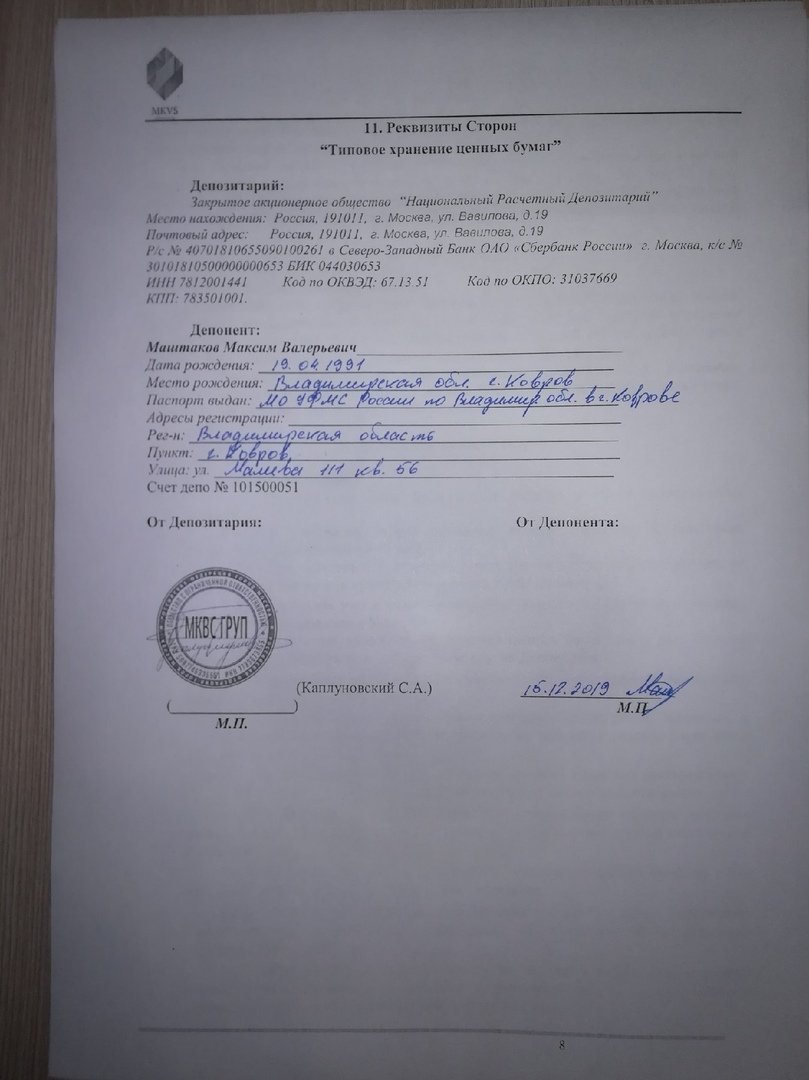 MKVS
11. Реквизиты Сторон
“Типовое хранение ценных бумаг”
Депозитарий:
Закрытое акционерное общество "Национальный Расчетный Депозитарий"
Место нахождения: Россия, 191011, г. Москва, ул. Вавилова, д.19
Почтовый адрес: Россия, 191011, г. Москва, ул. Вавилова, д.19
Р/с № 40701810655090100261 в Северо-Западный Банк ОАО «Сбербанк России» г. Москва, к/с №
30101810500000000653 БИК 044030653
ИНН 7812001441 Код по ОКВЭД: 67.13.51 Код по ОКПО: 31037669
КПП: 783501001.
Депонент:
Маштаков Максим Валерьевич
Дата рождения: 19.04.1991
Место рождения: Владимирская обл. г. Ковров
Паспорт выдан: МО УФМС России по Владимир. обл. в г. Коврове
Адресы регистрации:
Рег-н: Владимирская область
Пункт: г. Ковров
Улица: ул. 111 кв. 56
Счет депо № 101500051
От Депозитария: От Депонента:
МКВС ГРУП
(Каплуновский С.А.) 15.12.2019
( ) М.П.
М.П.
8